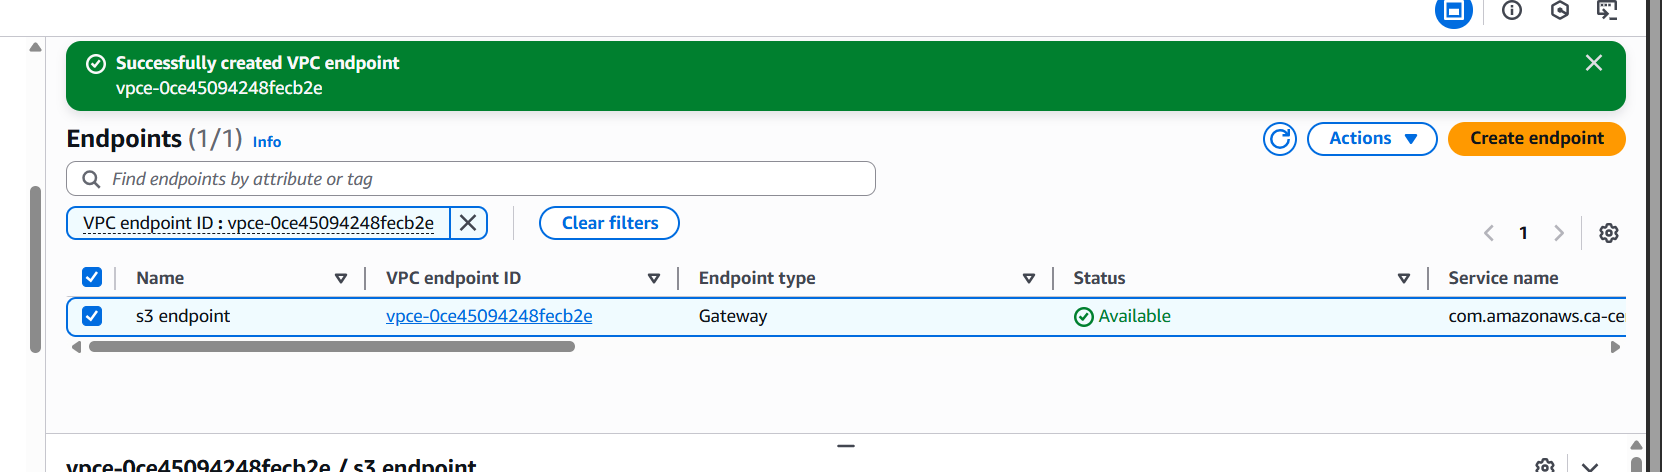 Successfully created VPC endpoint
vpce-0ce45094248fecb2e
Endpoints (1/1) Info
Actions
Create endpoint
Find endpoints by attribute or tag
VPC endpoint ID : vpce-0ce45094248fecb2e
Clear filters
1
Name VPC endpoint ID Endpoint type Status Service name
s3 endpoint vpce-0ce45094248fecb2e Gateway Available com.amazonaws.ca-ce
vpce-0ce45094248fecb2e / s3 endpoint